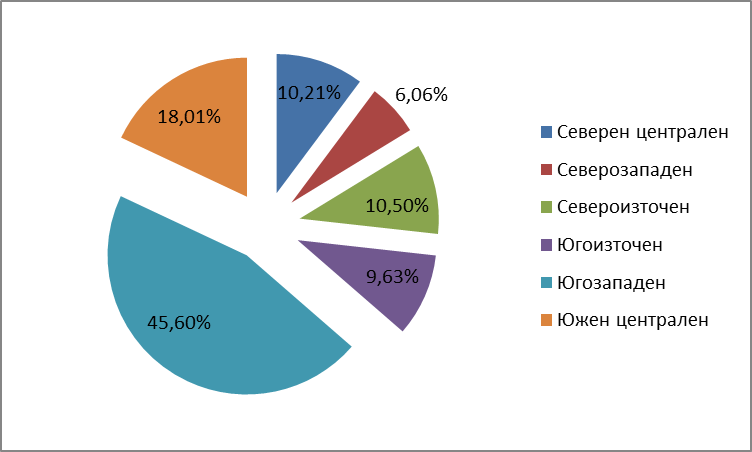 10,21%
6,06%
10,50%
9,63%
45,60%
18,01%
Северен централен
Северозападен
Североизточен
Югоизточен
Югозападен
Южен централен